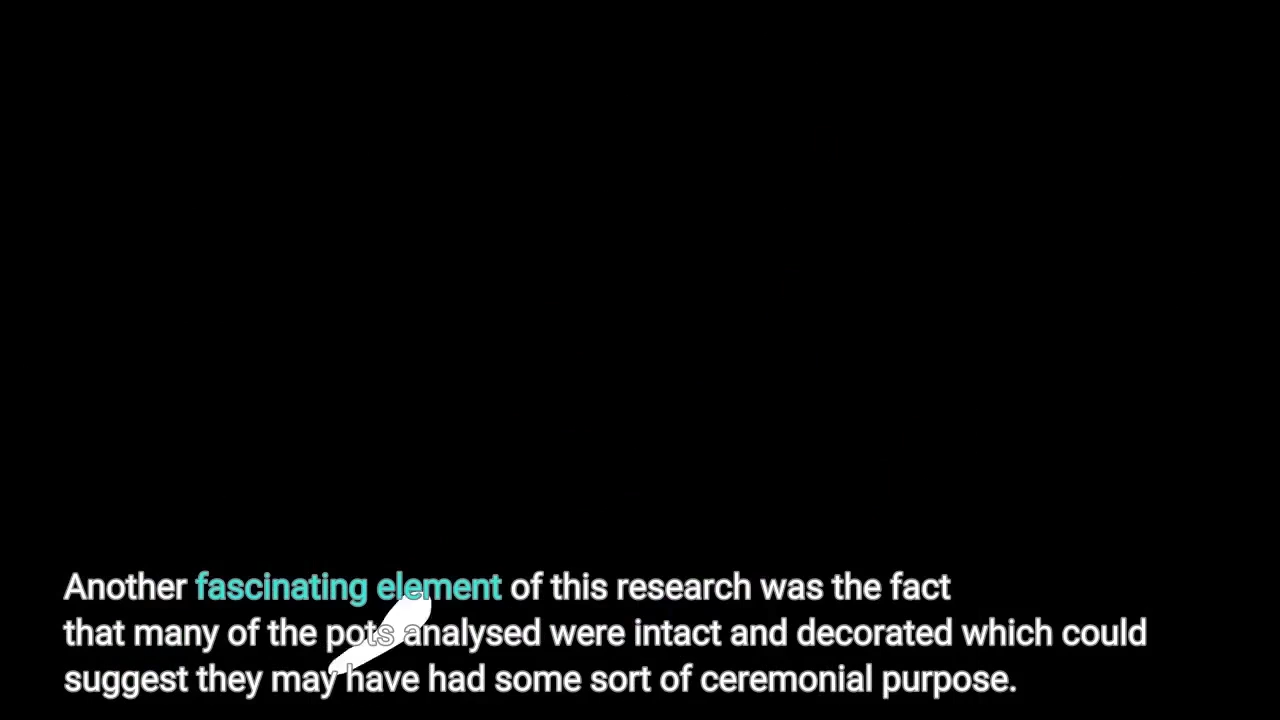 Another fascinating element of this research was the fact
that many of the pots analysed were intact and decorated which could
suggest they may have had some sort of ceremonial purpose.